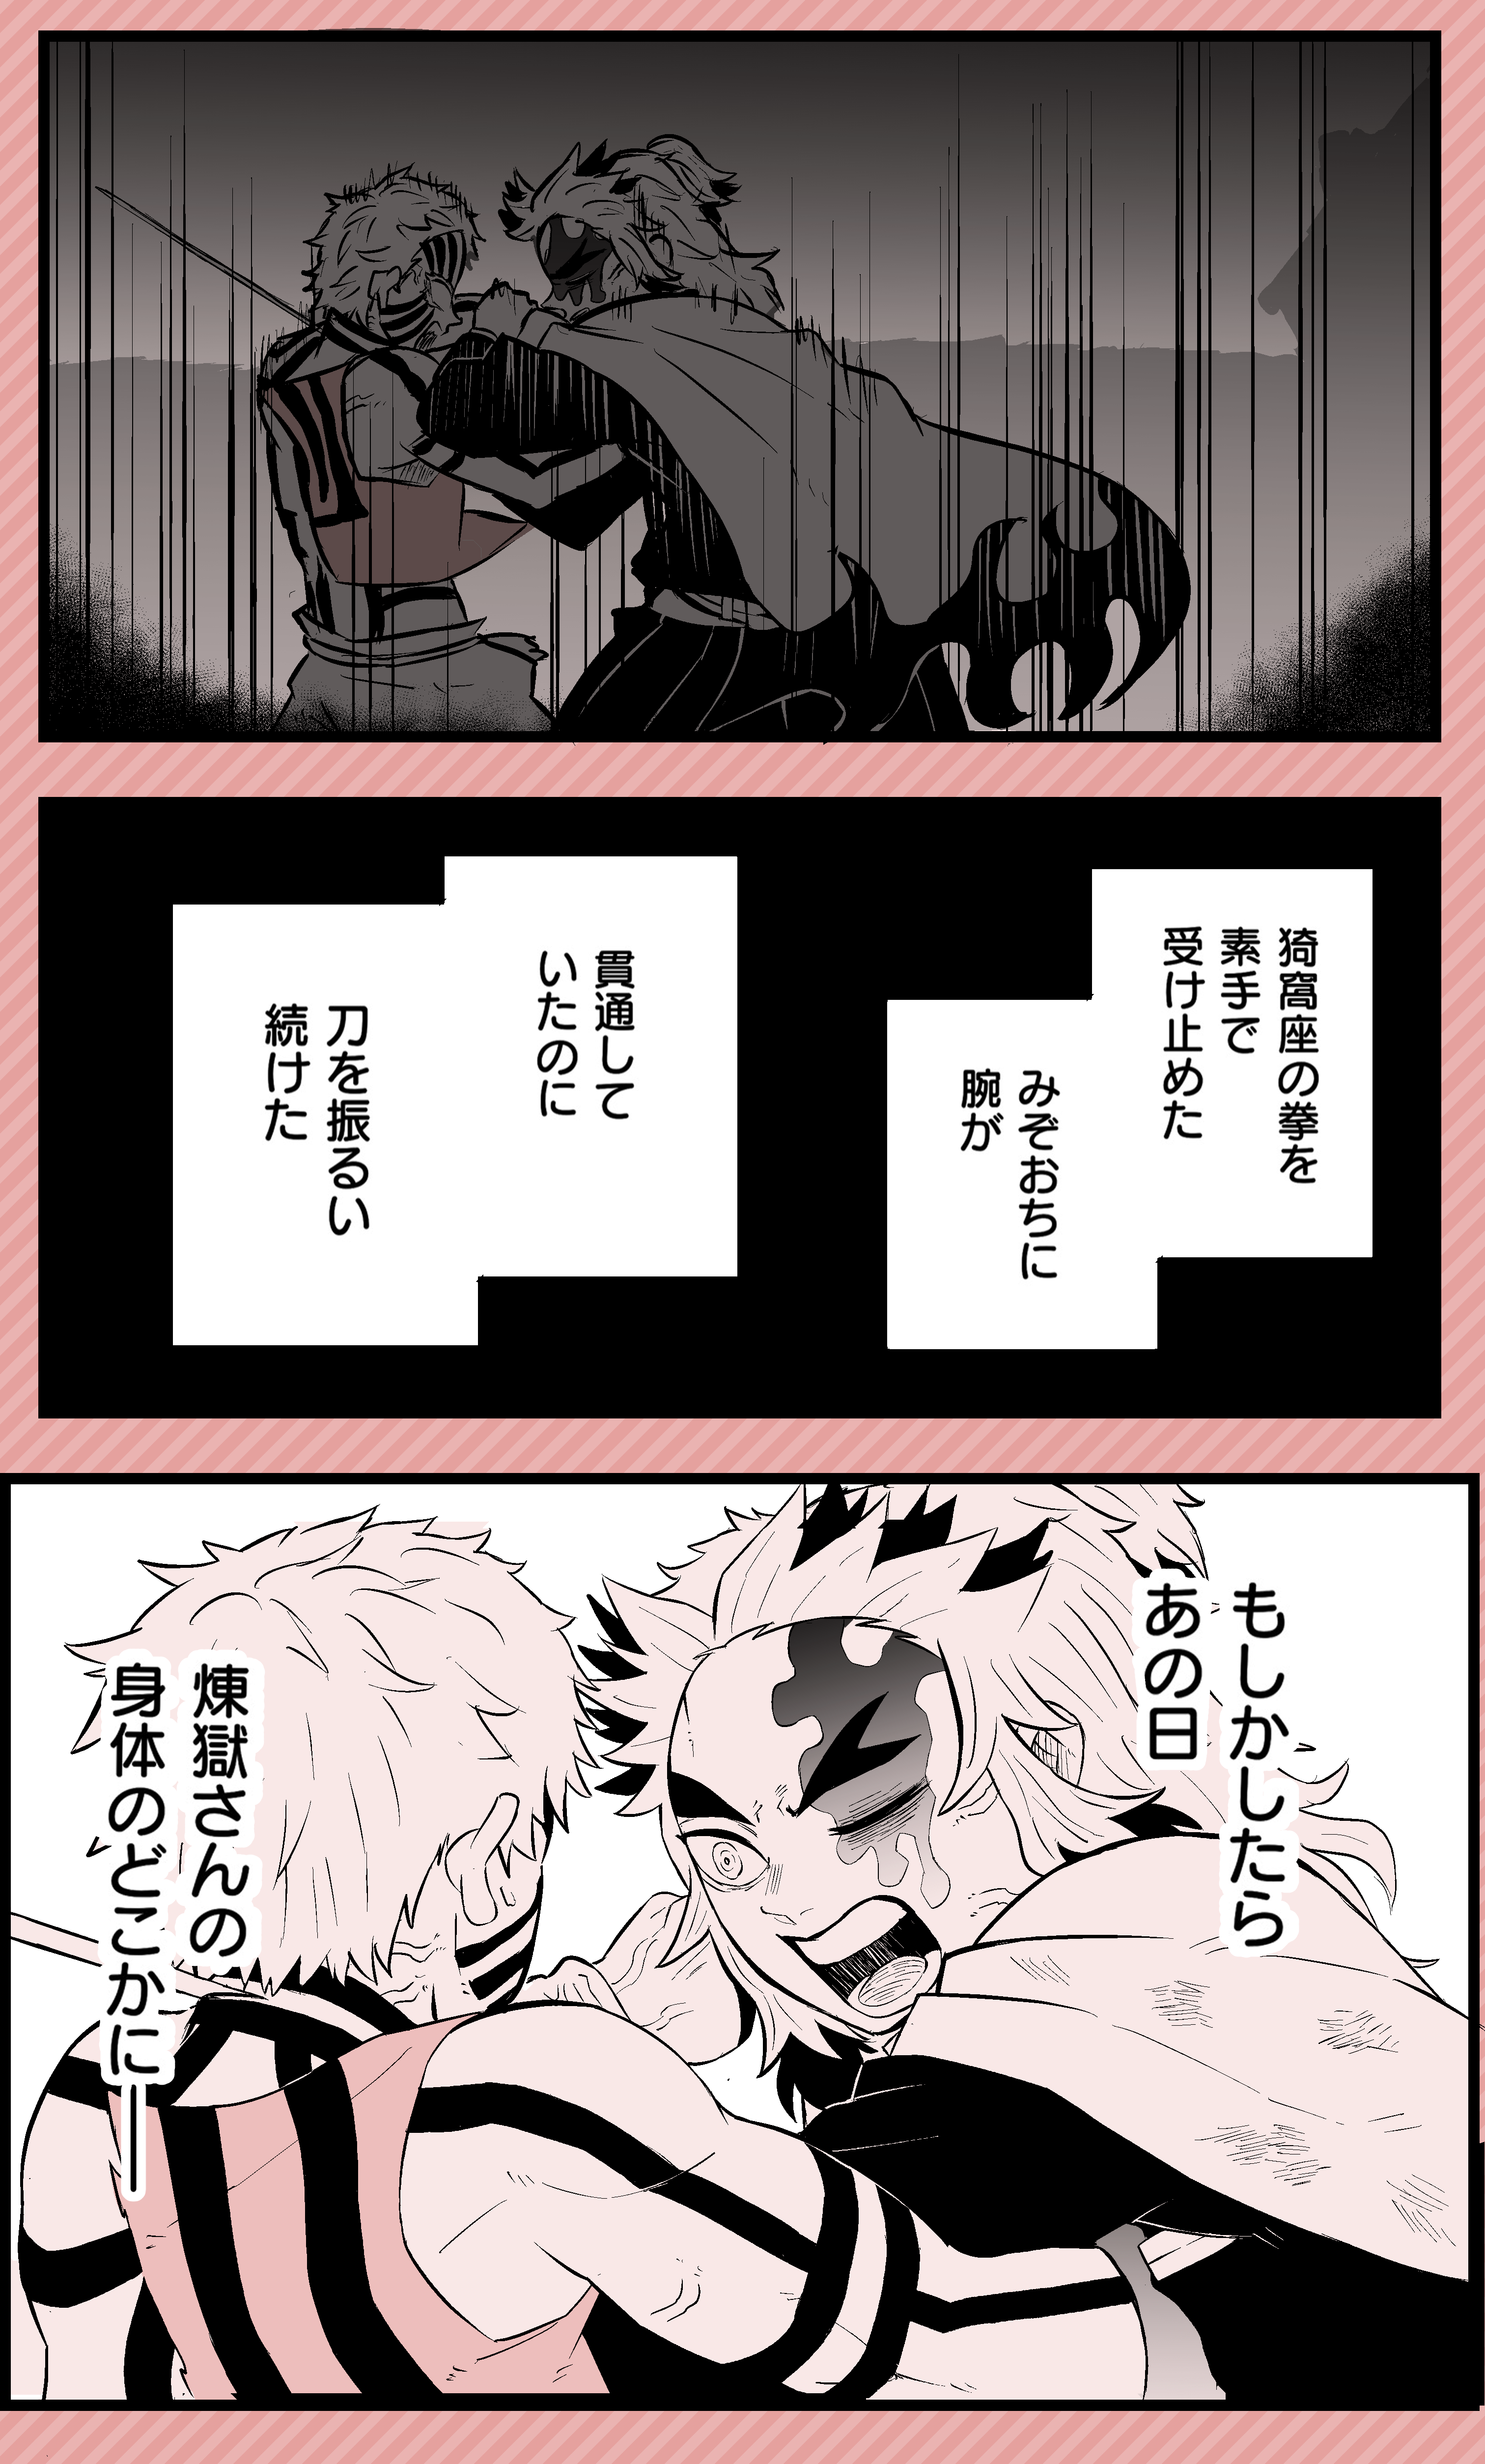 猗窩座の拳を
素手で
受け止めた
みぞおちに
腕が
貫通して
いたのに
刀を振るい
続けた
もしかしたら
あの日
煉獄さんの
身体のどこかに──